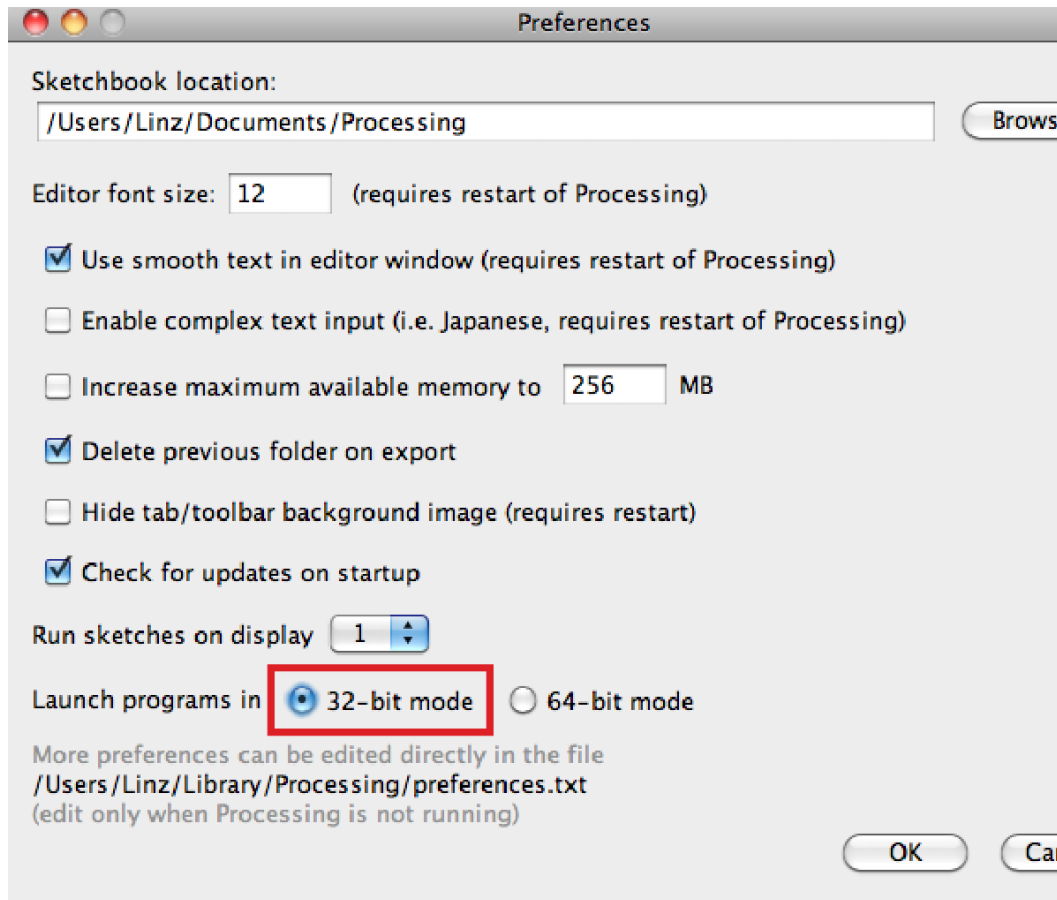 Preferences
Sketchbook location:
/Users/Linz/Documents/Processing
Brows
Editor font size: 12 (requires restart of Processing)
Use smooth text in editor window (requires restart of Processing)
Enable complex text input (i.e. Japanese, requires restart of Processing)
Increase maximum available memory to 256 MB
Delete previous folder on export
Hide tab/toolbar background image (requires restart)
Check for updates on startup
Run sketches on display 1
Launch programs in 32-bit mode 64-bit mode
More preferences can be edited directly in the file
/Users/Linz/Library/Processing/preferences.txt
(edit only when Processing is not running)
OK Car